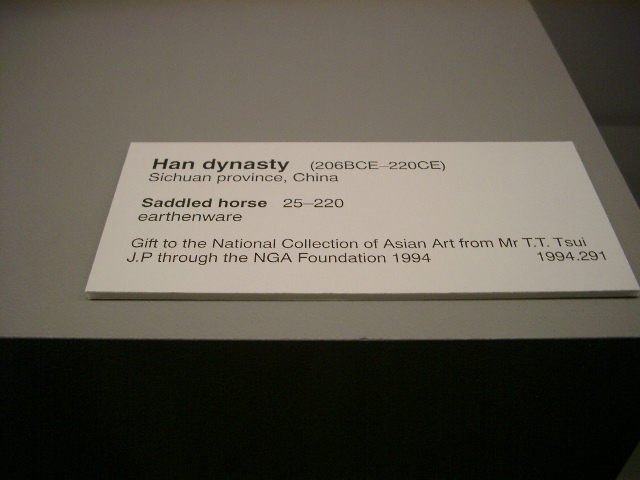 Han dynasty (206BCE–220CE)
Sichuan province, China
Saddled horse 25–220
earthenware
Gift to the National Collection of Asian Art from Mr T.T. Tsui
J.P through the NGA Foundation 1994 1994.291